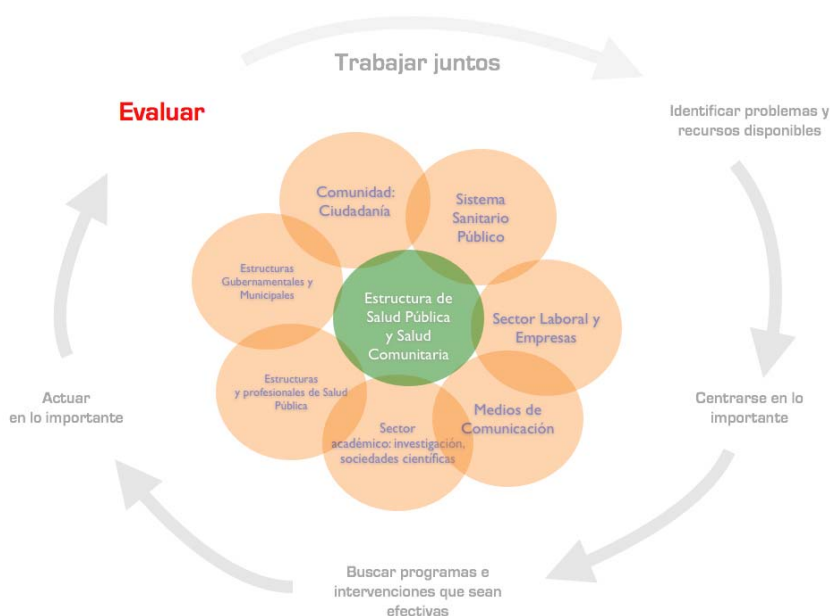 Trabajar juntos
Evaluar
Identificar problemas y
recursos disponibles
Comunidad:
Ciudadanía
Sistema
Sanitario
Público
Estructuras
Gubernamentales y
Municipales
Estructura de
Salud Pública
y Salud
Comunitaria
Sector Laboral y
Empresas
Estructuras
y profesionales de Salud
Pública
Medios de
Comunicación
Sector
académico: investigación,
sociedades científicas
Actuar
en lo importante
Centrarse en lo
importante
Buscar programas e
intervenciones que sean
efectivas